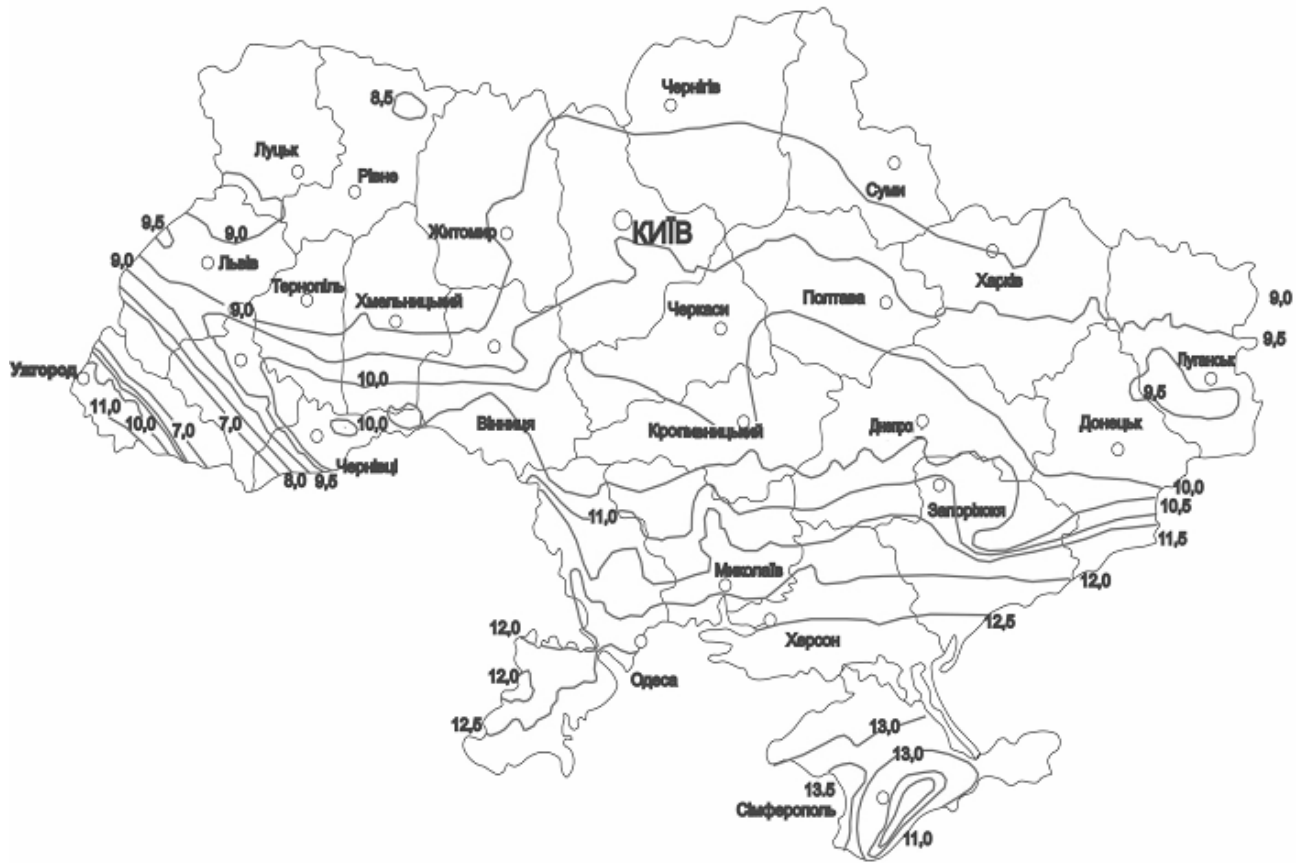 Чернігів
8,5
Луцьк
Рівне
Суми
9,5
9,0
Житомир
КИЇВ
9,0
Львів
Харків
Тернопіль
Хмельницький
Полтава
9,0
9,0
Черкаси
9,5
Луганськ
Ужгород
10,0
9,5
11,0
10,0
7,0
7,0
10,0
Вінниця
Кропивницький
Днепро
Донецьк
Чернівці
8,0
9,5
10,0
10,5
11,0
Запоріжжя
11,5
Миколаїв
12,0
12,0
12,5
Харсон
12,0
Одеса
12,5
13,0
13,0
13.5
Сімферополь
11,0